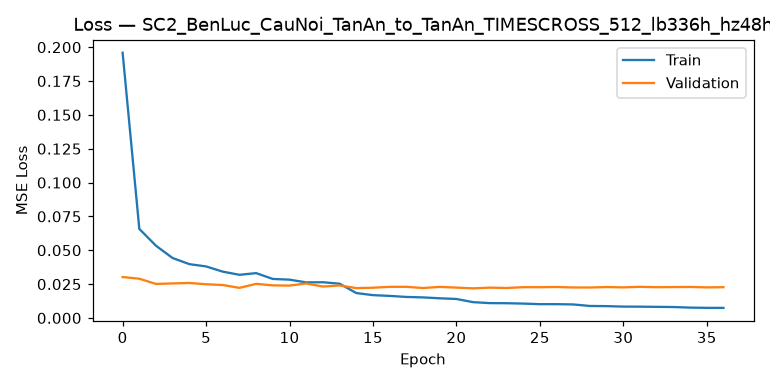 Loss — SC2_BenLuc_CauNoi_TanAn_to_TanAn_TIMESCROSS_512_lb336h_hz48h
Train
Validation
MSE Loss
0.200
0.175
0.150
0.125
0.100
0.075
0.050
0.025
0.000
0 5 10 15 20 25 30 35
Epoch